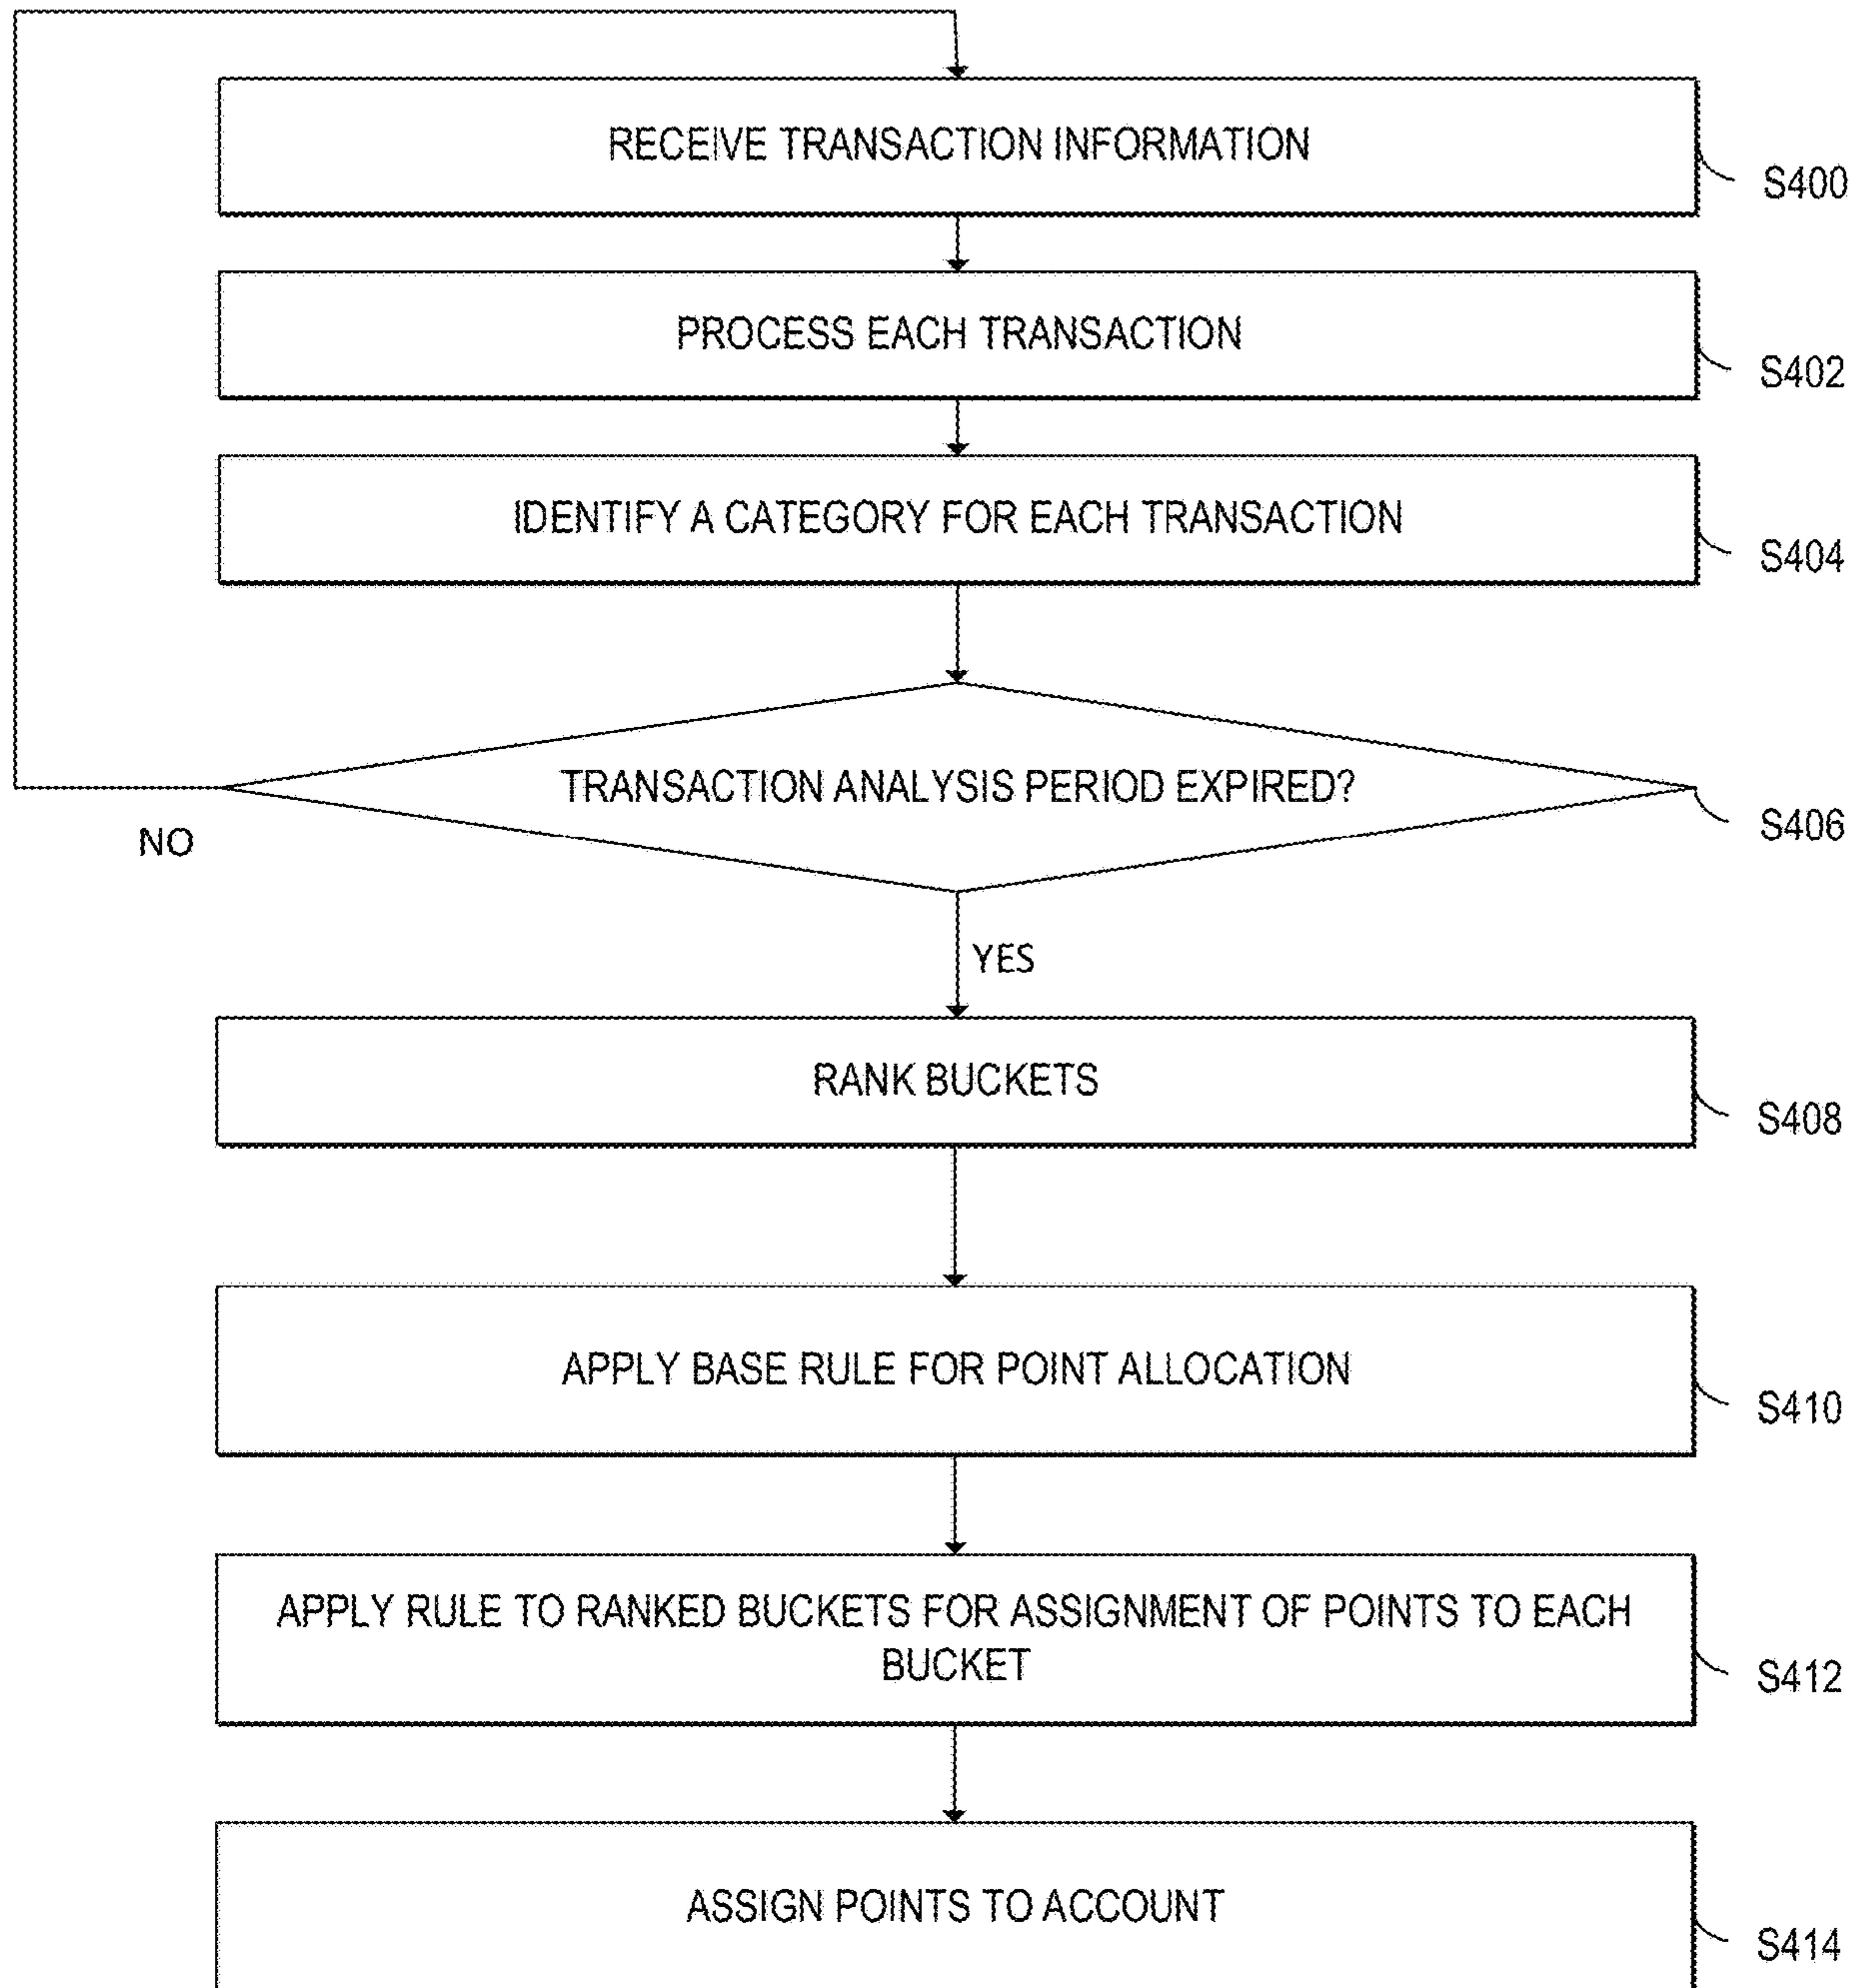 RECEIVE TRANSACTION INFORMATION
S400
PROCESS EACH TRANSACTION
S402
IDENTIFY A CATEGORY FOR EACH TRANSACTION
S404
TRANSACTION ANALYSIS PERIOD EXPIRED?
S406
NO
YES
RANK BUCKETS
S408
APPLY BASE RULE FOR POINT ALLOCATION
S410
APPLY RULE TO RANKED BUCKETS FOR ASSIGNMENT OF POINTS TO EACH
BUCKET
S412
ASSIGN POINTS TO ACCOUNT
S414